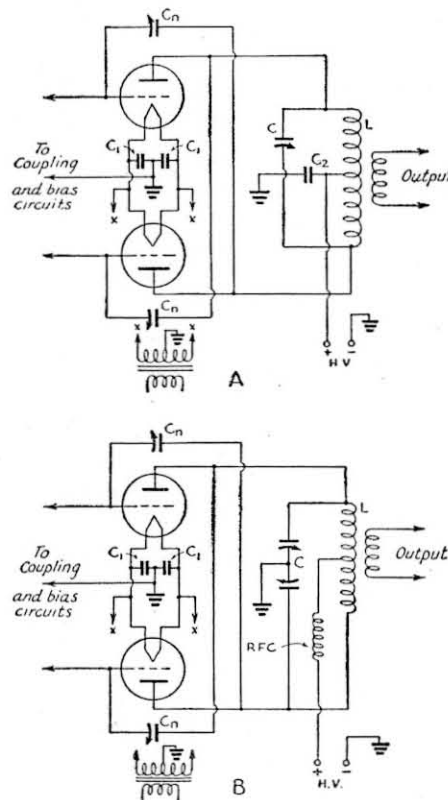 Cn
C₁
C₁
To
Coupling
and bias
circuits
x
x
C
L
C₂
Output
Cn
x
x
+
-
H V
A
Cn
C₁
C₁
To
Coupling
and bias
circuits
x
x
C
L
Output
RFC
Cn
+
-
H.V.
B